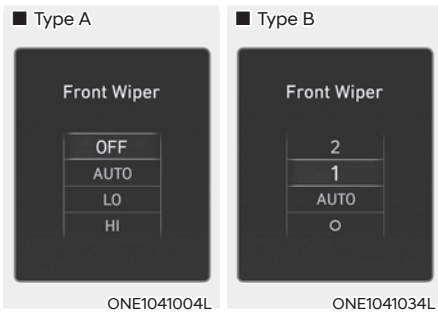 ■ Type A
Front Wiper
OFF
AUTO
LO
HI
ONE1041004L
■ Type B
Front Wiper
2
1
AUTO
O
ONE1041034L